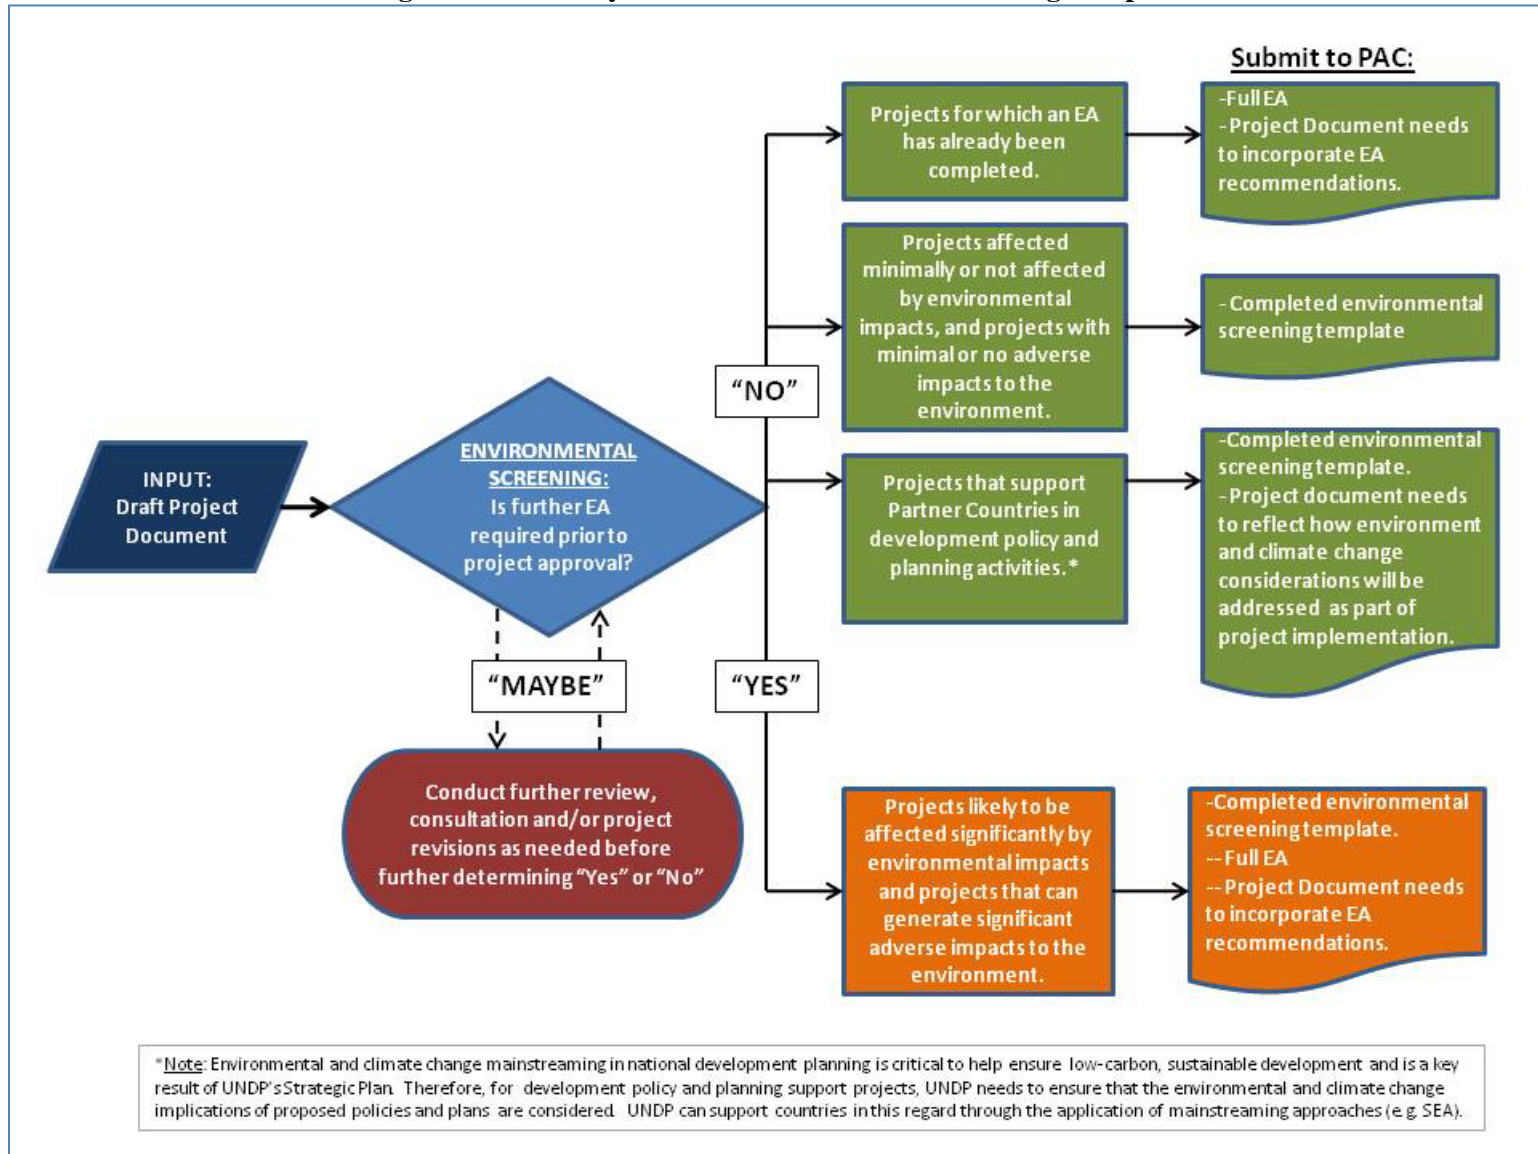 Submit to PAC:
Projects for which an EA
has already been
completed.
-Full EA
-Project Document needs
to incorporate EA
recommendations.
Projects affected
minimally or not affected
by environmental
impacts, and projects with
minimal or no adverse
impacts to the
environment.
- Completed environmental
screening template
"NO"
INPUT:
Draft Project
Document
ENVIRONMENTAL
SCREENING:
Is further EA
required prior to
project approval?
Projects that support
Partner Countries in
development policy and
planning activities.*
-Completed environmental
screening template.
-Project document needs
to reflect how environment
and climate change
considerations will be
addressed as part of
project implementation.
"MAYBE"
"YES"
Conduct further review,
consultation and/or project
revisions as needed before
further determining "Yes" or "No"
Projects likely to be
affected significantly by
environmental impacts
and projects that can
generate significant
adverse impacts to the
environment.
-Completed environmental
screening template.
-- Full EA
-- Project Document needs
to incorporate EA
recommendations.
*Note: Environmental and climate change mainstreaming in national development planning is critical to help ensure low-carbon, sustainable development and is a key
result of UNDP's Strategic Plan. Therefore, for development policy and planning support projects, UNDP needs to ensure that the environmental and climate change
implications of proposed policies and plans are considered. UNDP can support countries in this regard through the application of mainstreaming approaches (e.g. SEA).